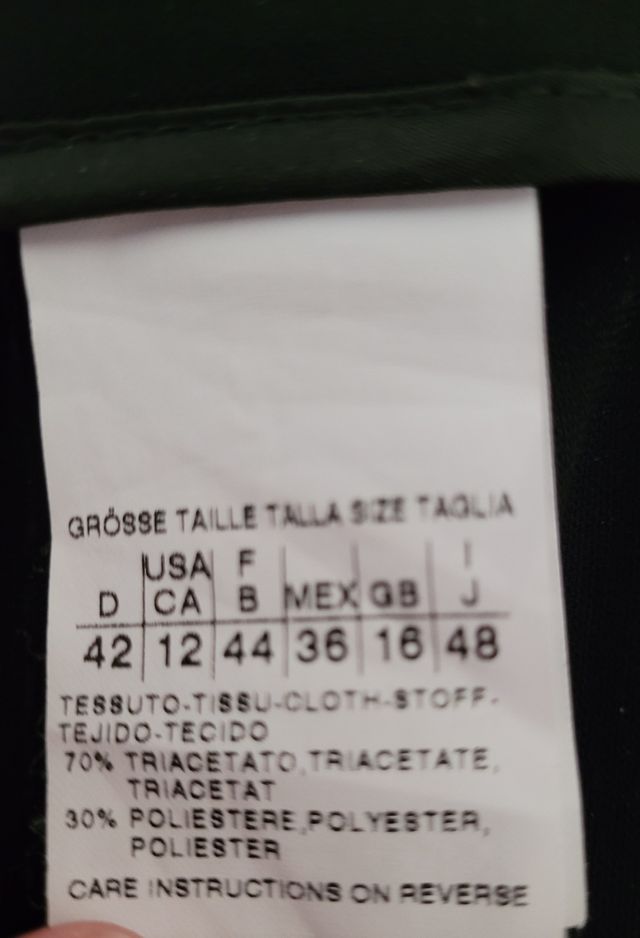 GRÖSSE TAILLE TALLA SIZE TAGLIA
USA F I
D CA B MEX GB J
42 12 44 36 16 48
TESSUTO-TISSU-CLOTH-STOFF-
TEJIDO-TECIDO
70% TRIACETATO,TRIACETATE,
TRIACETAT
30% POLIESTERE,POLYESTER,
POLIESTER
CARE INSTRUCTIONS ON REVERSE